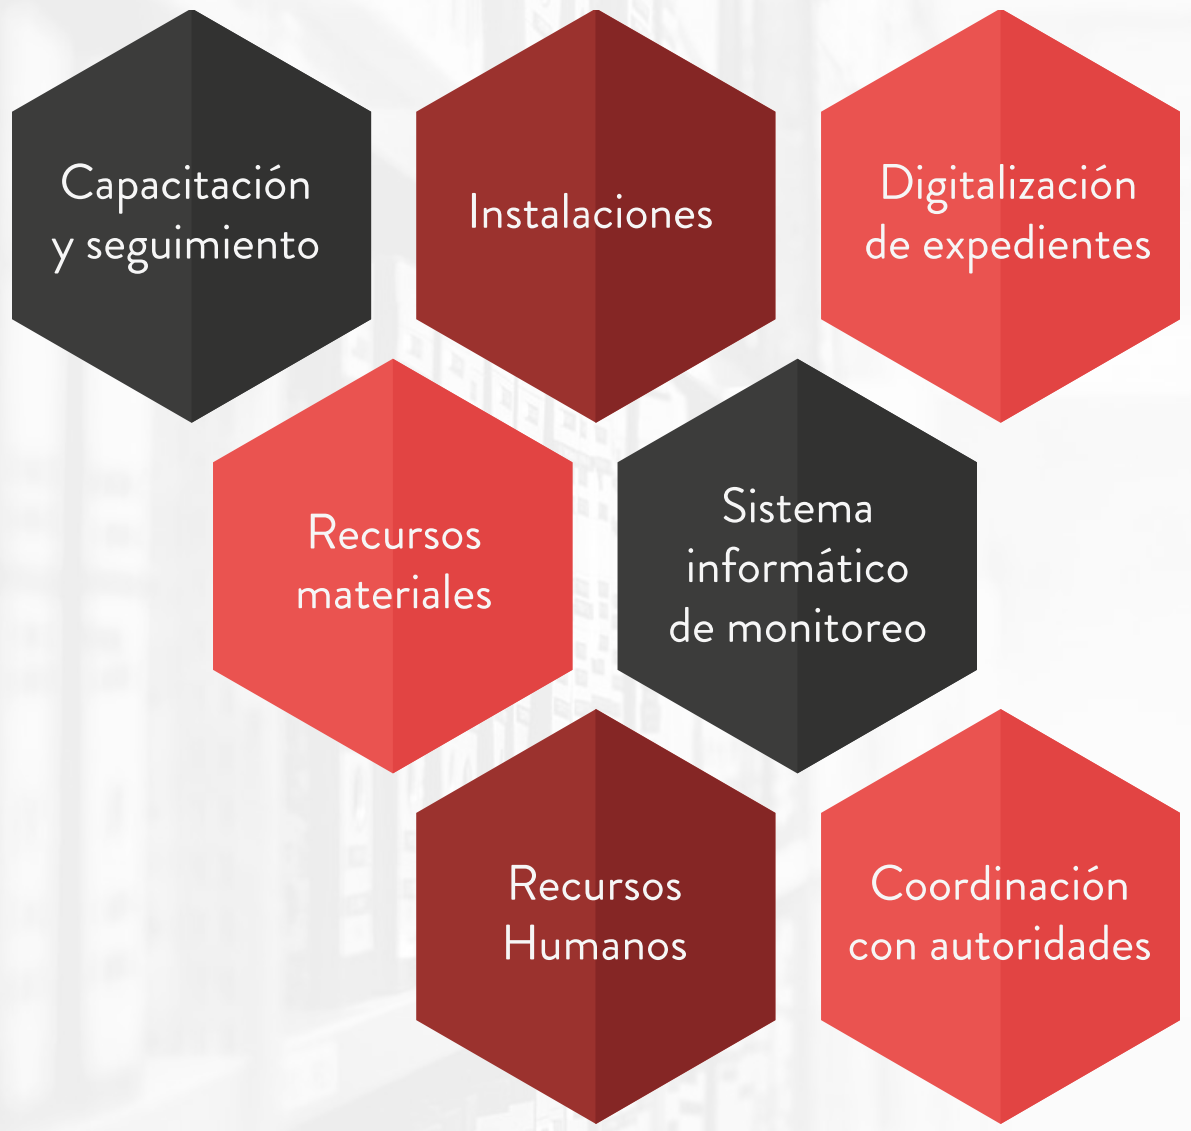 Capacitación
y seguimiento
Instalaciones
Digitalización
de expedientes
Recursos
materiales
Sistema
informático
de monitoreo
Recursos
Humanos
Coordinación
con autoridades